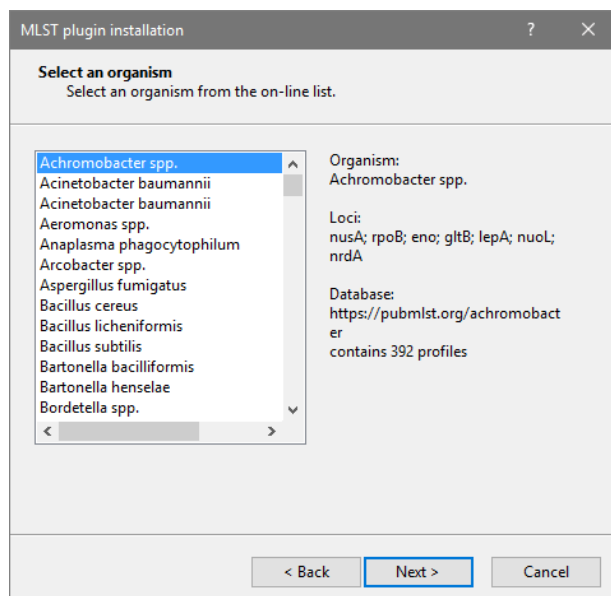 MLST plugin installation
Select an organism
Select an organism from the on-line list.
Achromobacter spp.
Acinetobacter baumannii
Acinetobacter baumannii
Aeromonas spp.
Anaplasma phagocytophilum
Arcobacter spp.
Aspergillus fumigatus
Bacillus cereus
Bacillus licheniformis
Bacillus subtilis
Bartonella bacilliformis
Bartonella henselae
Bordetella spp.
Organism:
Achromobacter spp.
Loci:
nusA; rpoB; eno; gltB; lepA; nuoL;
nrdA
Database:
https://pubmlst.org/achromobact
er
contains 392 profiles
< Back
Next >
Cancel